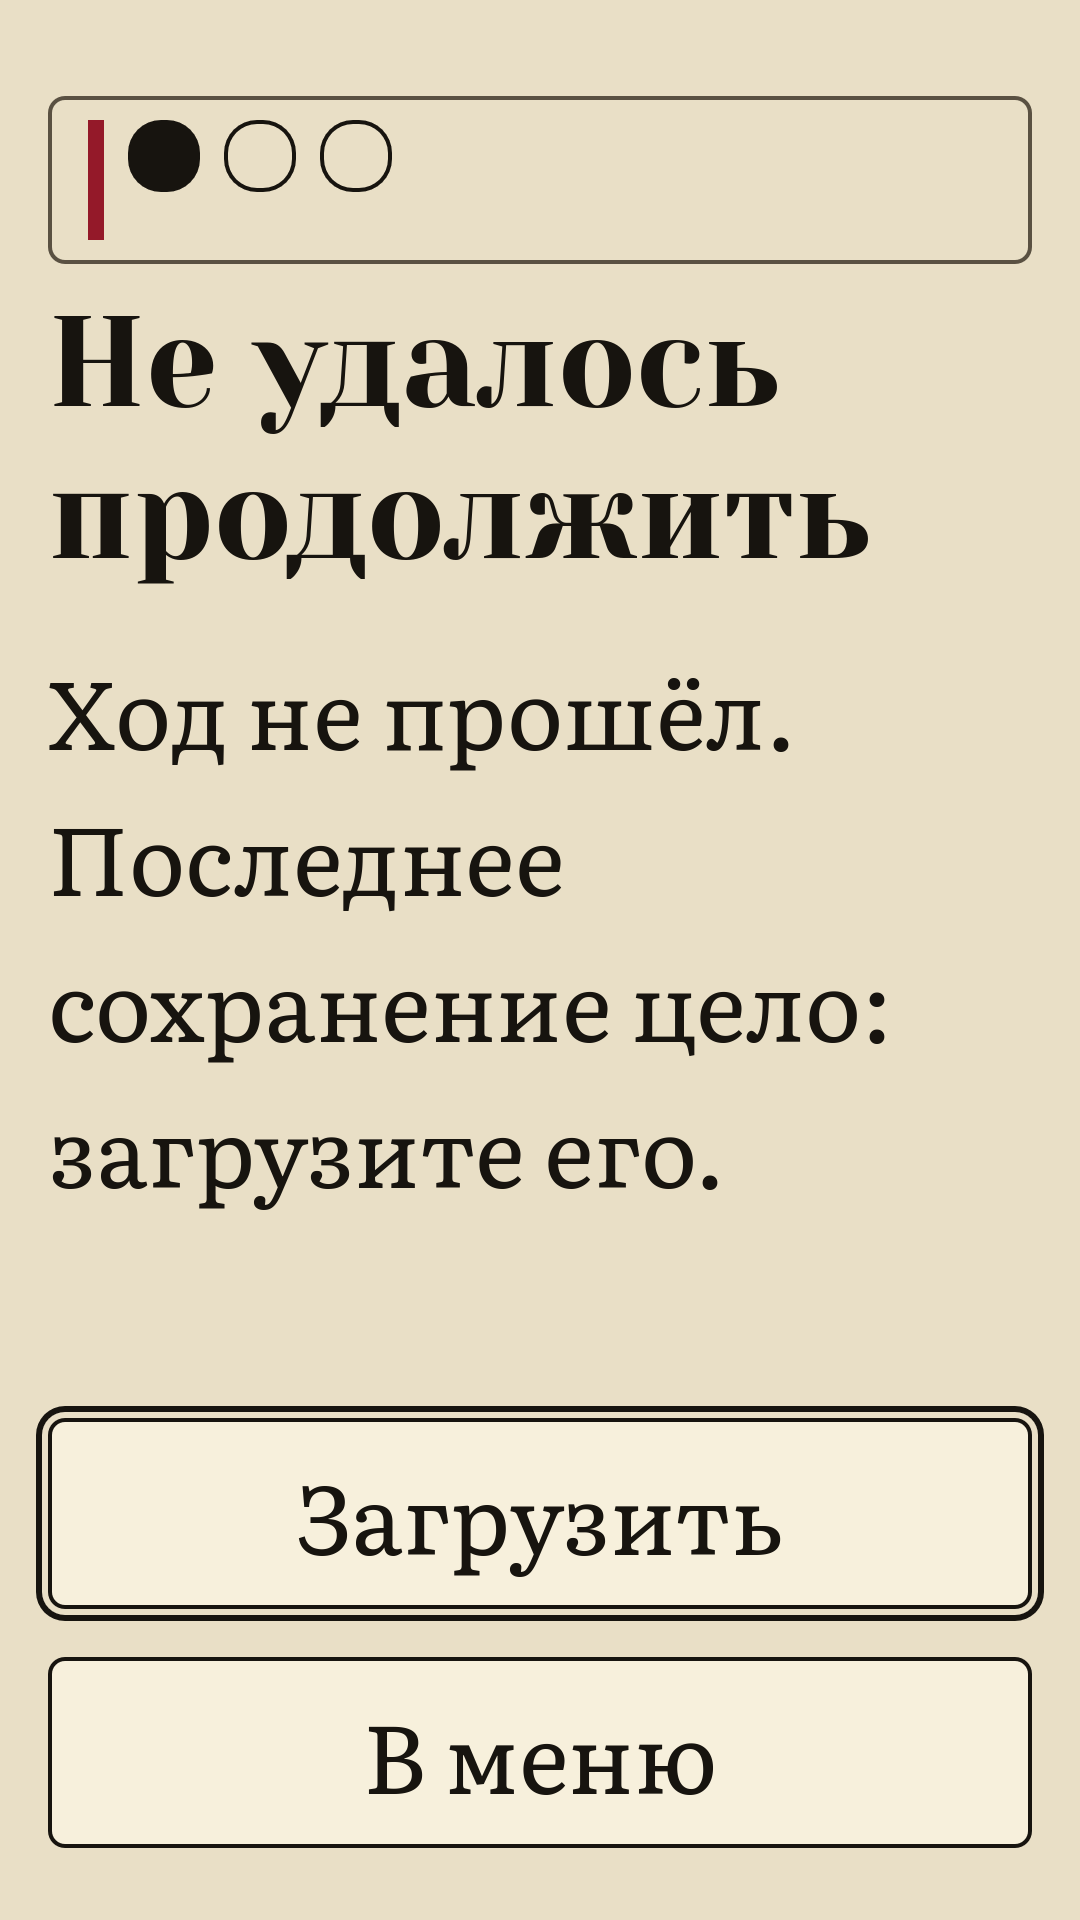 Не удалось
продолжить
Ход не прошёл.
Последнее
сохранение цело:
загрузите его.
Загрузить
В меню